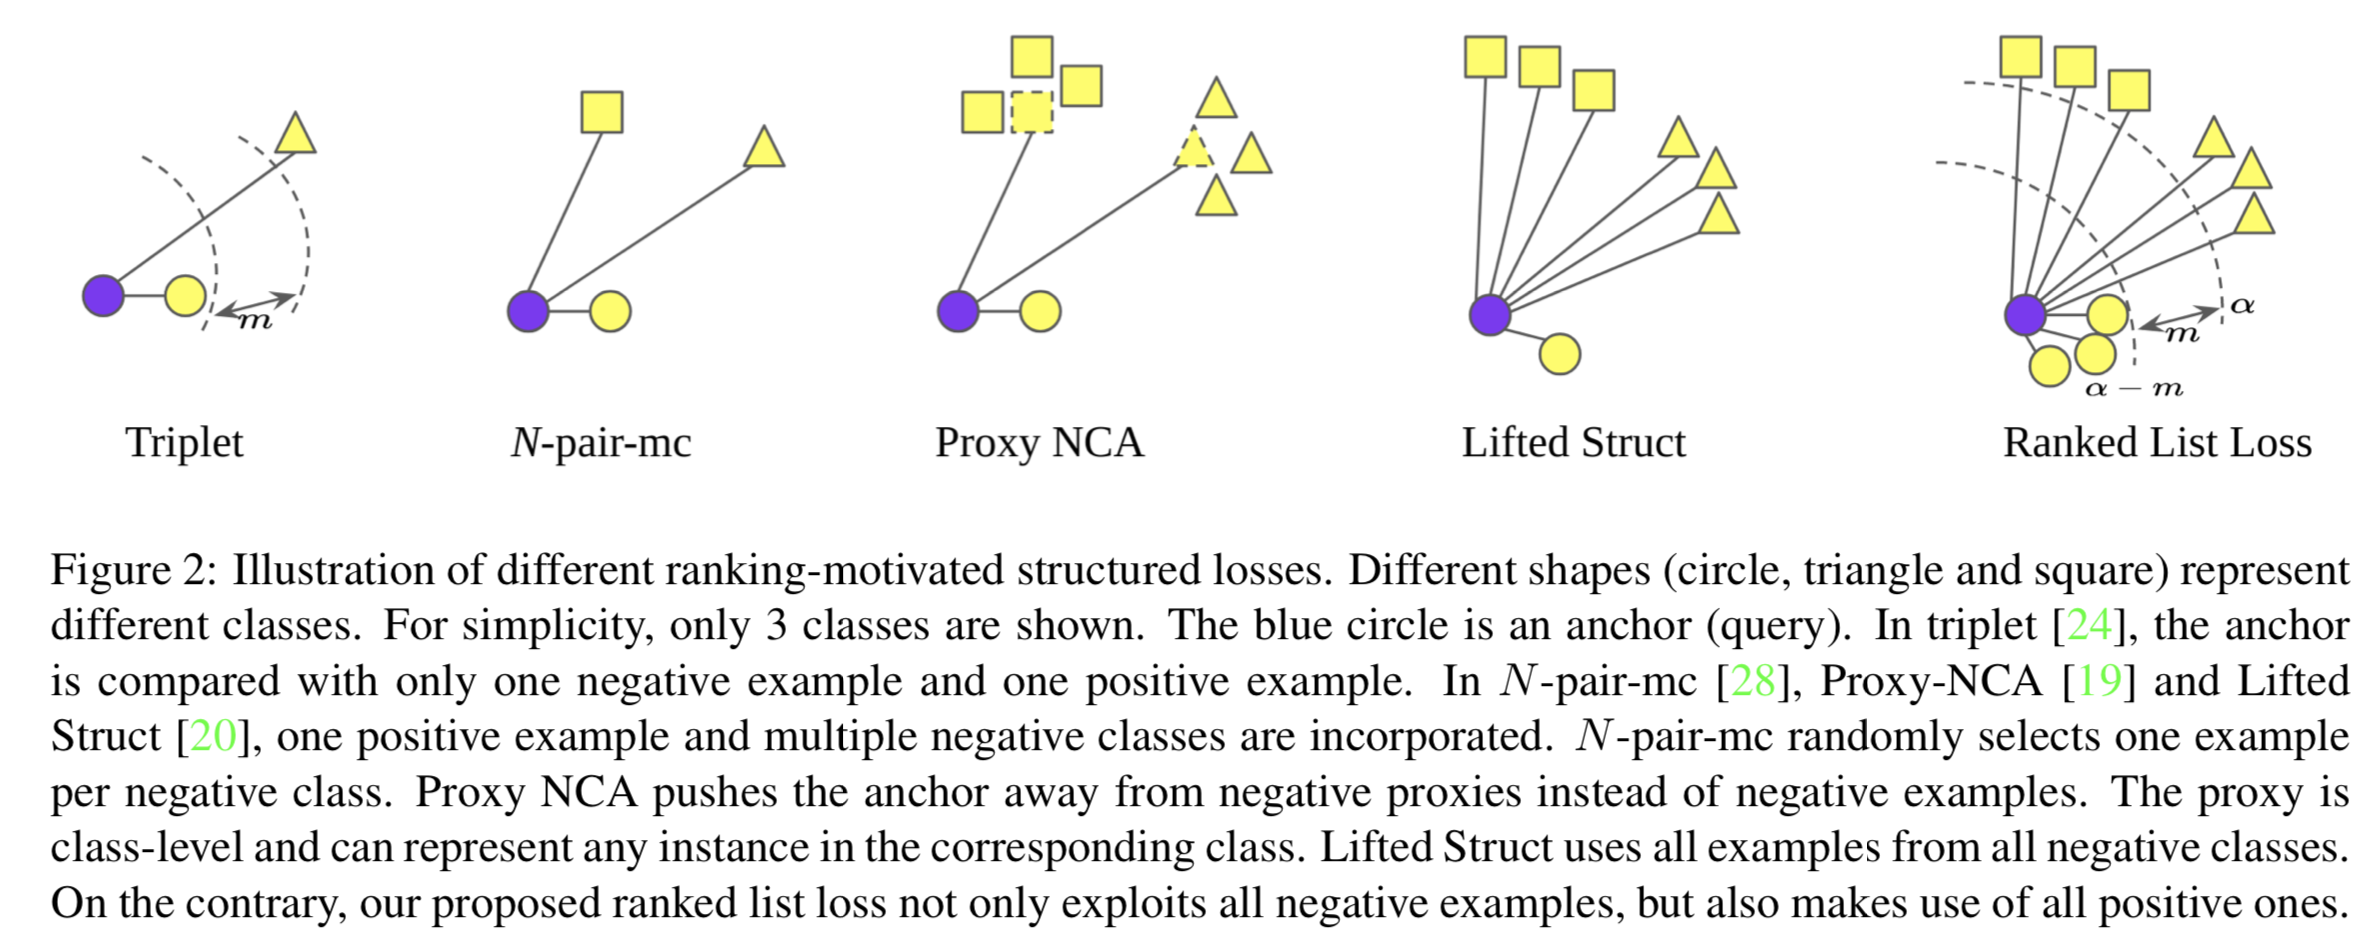 m
α
m
α − m
Triplet
N-pair-mc
Proxy NCA
Lifted Struct
Ranked List Loss
Figure 2: Illustration of different ranking-motivated structured losses. Different shapes (circle, triangle and square) represent
different classes. For simplicity, only 3 classes are shown. The blue circle is an anchor (query). In triplet [24], the anchor
is compared with only one negative example and one positive example. In N-pair-mc [28], Proxy-NCA [19] and Lifted
Struct [20], one positive example and multiple negative classes are incorporated. N-pair-mc randomly selects one example
per negative class. Proxy NCA pushes the anchor away from negative proxies instead of negative examples. The proxy is
class-level and can represent any instance in the corresponding class. Lifted Struct uses all examples from all negative classes.
On the contrary, our proposed ranked list loss not only exploits all negative examples, but also makes use of all positive ones.